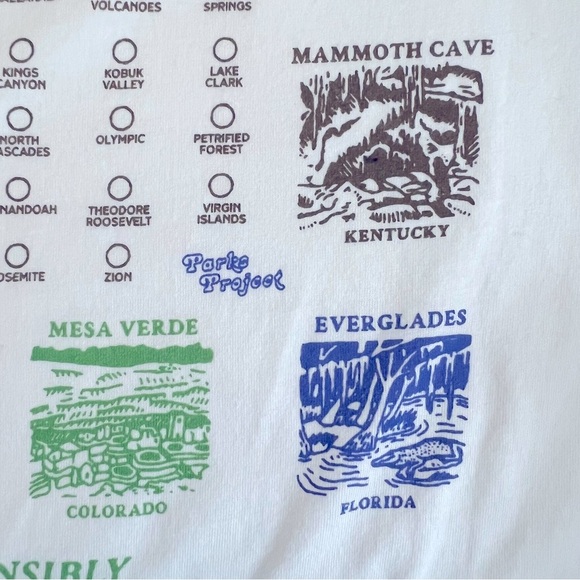 VOLCANOES
SPRINGS
KINGS
CANYON
KOBUK
VALLEY
LAKE
CLARK
NORTH
CASCADES
OLYMPIC
PETRIFIED
FOREST
NANDOAH
THEODORE
ROOSEVELT
VIRGIN
ISLANDS
OSEMITE
ZION
Parks
Project
MAMMOTH CAVE
KENTUCKY
MESA VERDE
COLORADO
EVERGLADES
FLORIDA
NSIBLY